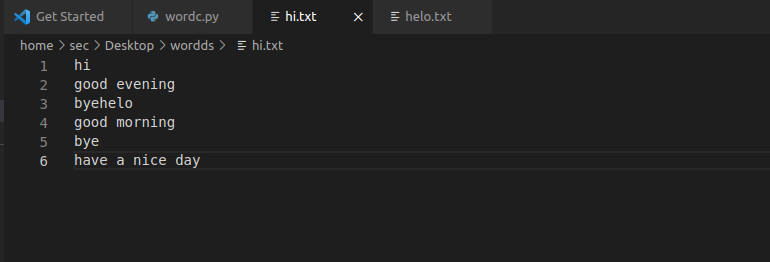 Get Started wordc.py hi.txt helo.txt
home > sec > Desktop > wordds > hi.txt
1 hi
2 good evening
3 byehelo
4 good morning
5 bye
6 have a nice day